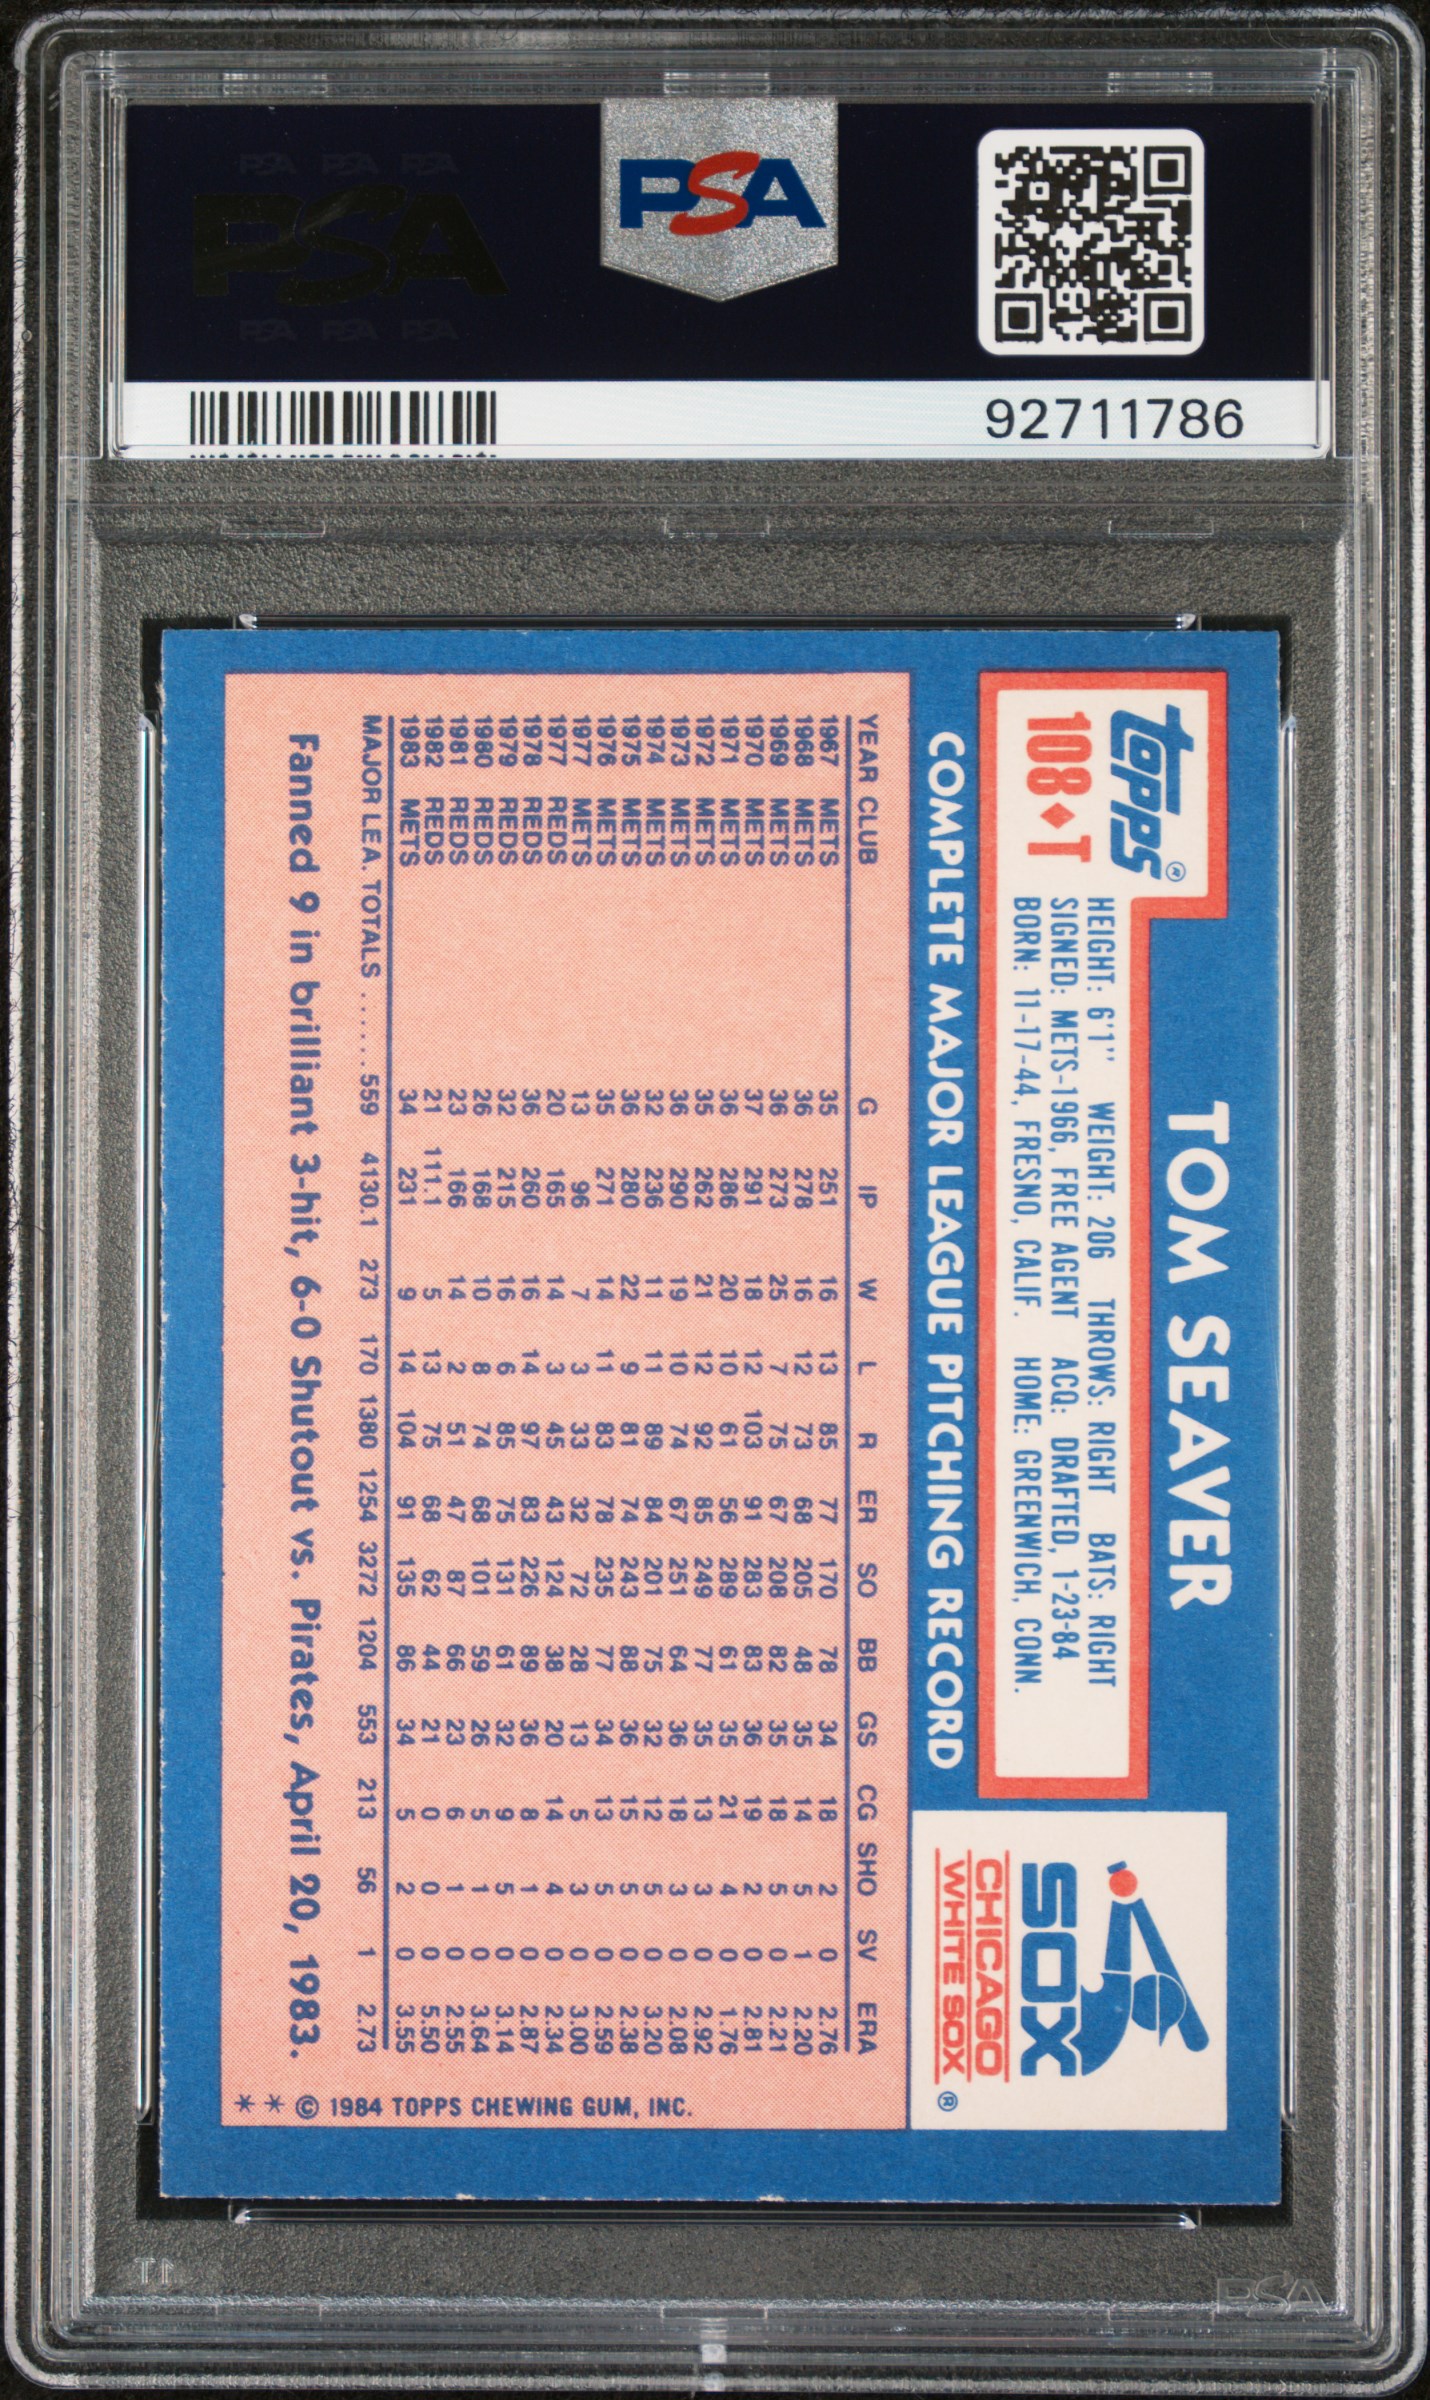 PSA PSA PSA
PSA
PSA PSA PSA
PSA
92711786
TOM SEAVER
topps®
108♦T
HEIGHT: 6'1" WEIGHT: 206 THROWS: RIGHT BATS: RIGHT
SIGNED: METS-1966, FREE AGENT ACQ: DRAFTED, 1-23-84
BORN: 11-17-44, FRESNO, CALIF. HOME: GREENWICH, CONN.
SOX
CHICAGO
WHITE SOX®
COMPLETE MAJOR LEAGUE PITCHING RECORD
YEAR CLUB G IP W L R ER SO BB GS CG SHO SV ERA
1967 METS 35 251 16 13 85 77 170 78 34 18 2 0 2.76
1968 METS 36 278 16 12 73 68 205 48 35 14 5 1 2.20
1969 METS 36 273 25 7 75 67 208 82 35 18 5 0 2.21
1970 METS 37 291 18 12 103 91 283 83 36 19 2 0 2.81
1971 METS 36 286 20 10 61 56 289 61 35 21 4 0 1.76
1972 METS 35 262 21 12 92 85 249 77 35 13 3 0 2.92
1973 METS 36 290 19 10 74 67 251 64 36 18 3 0 2.08
1974 METS 32 236 11 11 89 84 201 75 32 12 5 0 3.20
1975 METS 36 280 22 9 81 74 243 88 36 15 5 0 2.38
1976 METS 35 271 14 11 83 78 235 77 34 13 5 0 2.59
1977 METS 13 96 7 3 33 32 72 28 13 5 3 0 3.00
1977 REDS 20 165 14 3 45 43 124 38 20 14 4 0 2.34
1978 REDS 36 260 16 14 97 83 226 89 36 8 1 0 2.87
1979 REDS 32 215 16 6 85 75 131 61 32 9 5 0 3.14
1980 REDS 26 168 10 8 74 68 101 59 26 5 1 0 3.64
1981 REDS 23 166 14 2 51 47 87 66 23 6 1 0 2.55
1982 REDS 21 111.1 5 13 75 68 62 44 21 0 0 0 5.50
1983 METS 34 231 9 14 104 91 135 86 34 5 2 0 3.55
MAJOR LEA. TOTALS ...... 559 4130.1 273 170 1380 1254 3272 1204 553 213 56 1 2.73
Fanned 9 in brilliant 3-hit, 6-0 Shutout vs. Pirates, April 20, 1983.
** © 1984 TOPPS CHEWING GUM, INC.
PSA